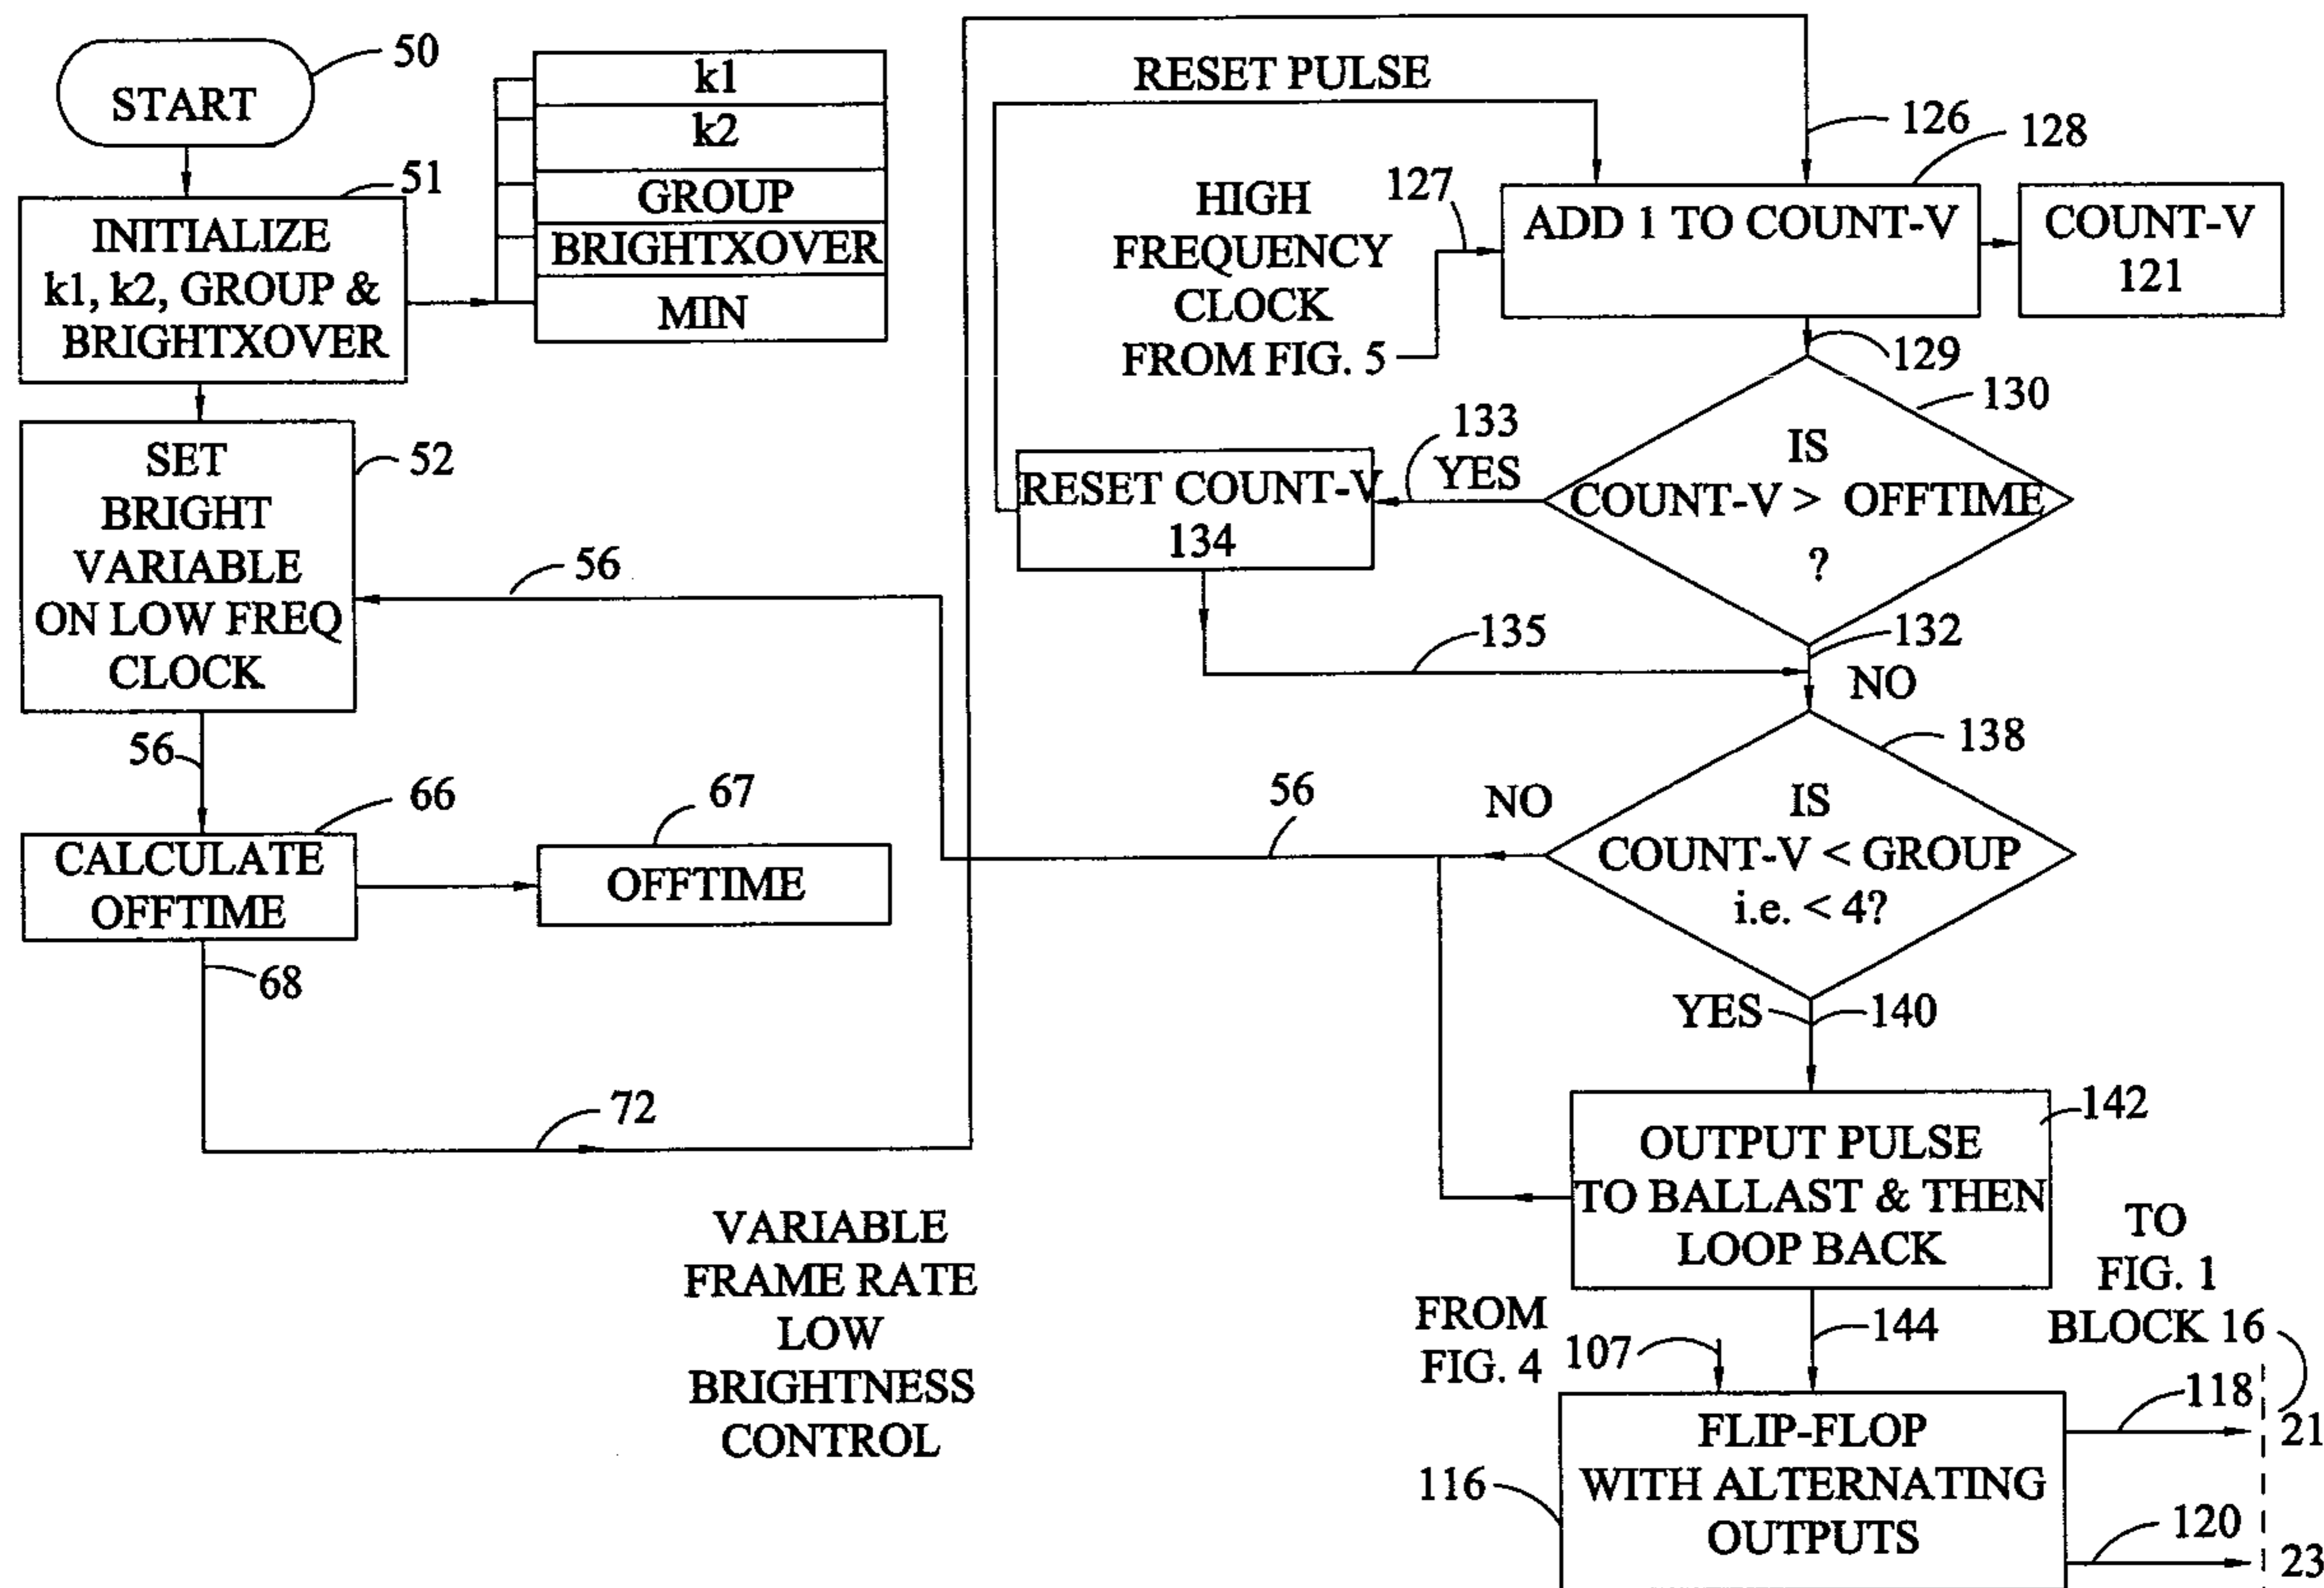 START
50
51
INITIALIZE
k1, k2, GROUP &
BRIGHTXOVER
k1
k2
GROUP
BRIGHTXOVER
MIN
SET
BRIGHT
VARIABLE
ON LOW FREQ
CLOCK
52
56
56
CALCULATE
OFFTIME
66
67
OFFTIME
68
72
VARIABLE
FRAME RATE
LOW
BRIGHTNESS
CONTROL
RESET PULSE
126
128
HIGH
FREQUENCY
CLOCK
FROM FIG. 5
127
ADD 1 TO COUNT-V
COUNT-V
121
129
130
IS
COUNT-V > OFFTIME
?
133
YES
RESET COUNT-V
134
135
132
NO
138
IS
COUNT-V < GROUP
i.e. < 4?
NO
56
YES
140
142
OUTPUT PULSE
TO BALLAST & THEN
LOOP BACK
TO
FIG. 1
BLOCK 16
FROM
FIG. 4
107
144
FLIP-FLOP
WITH ALTERNATING
OUTPUTS
116
118
21
120
23